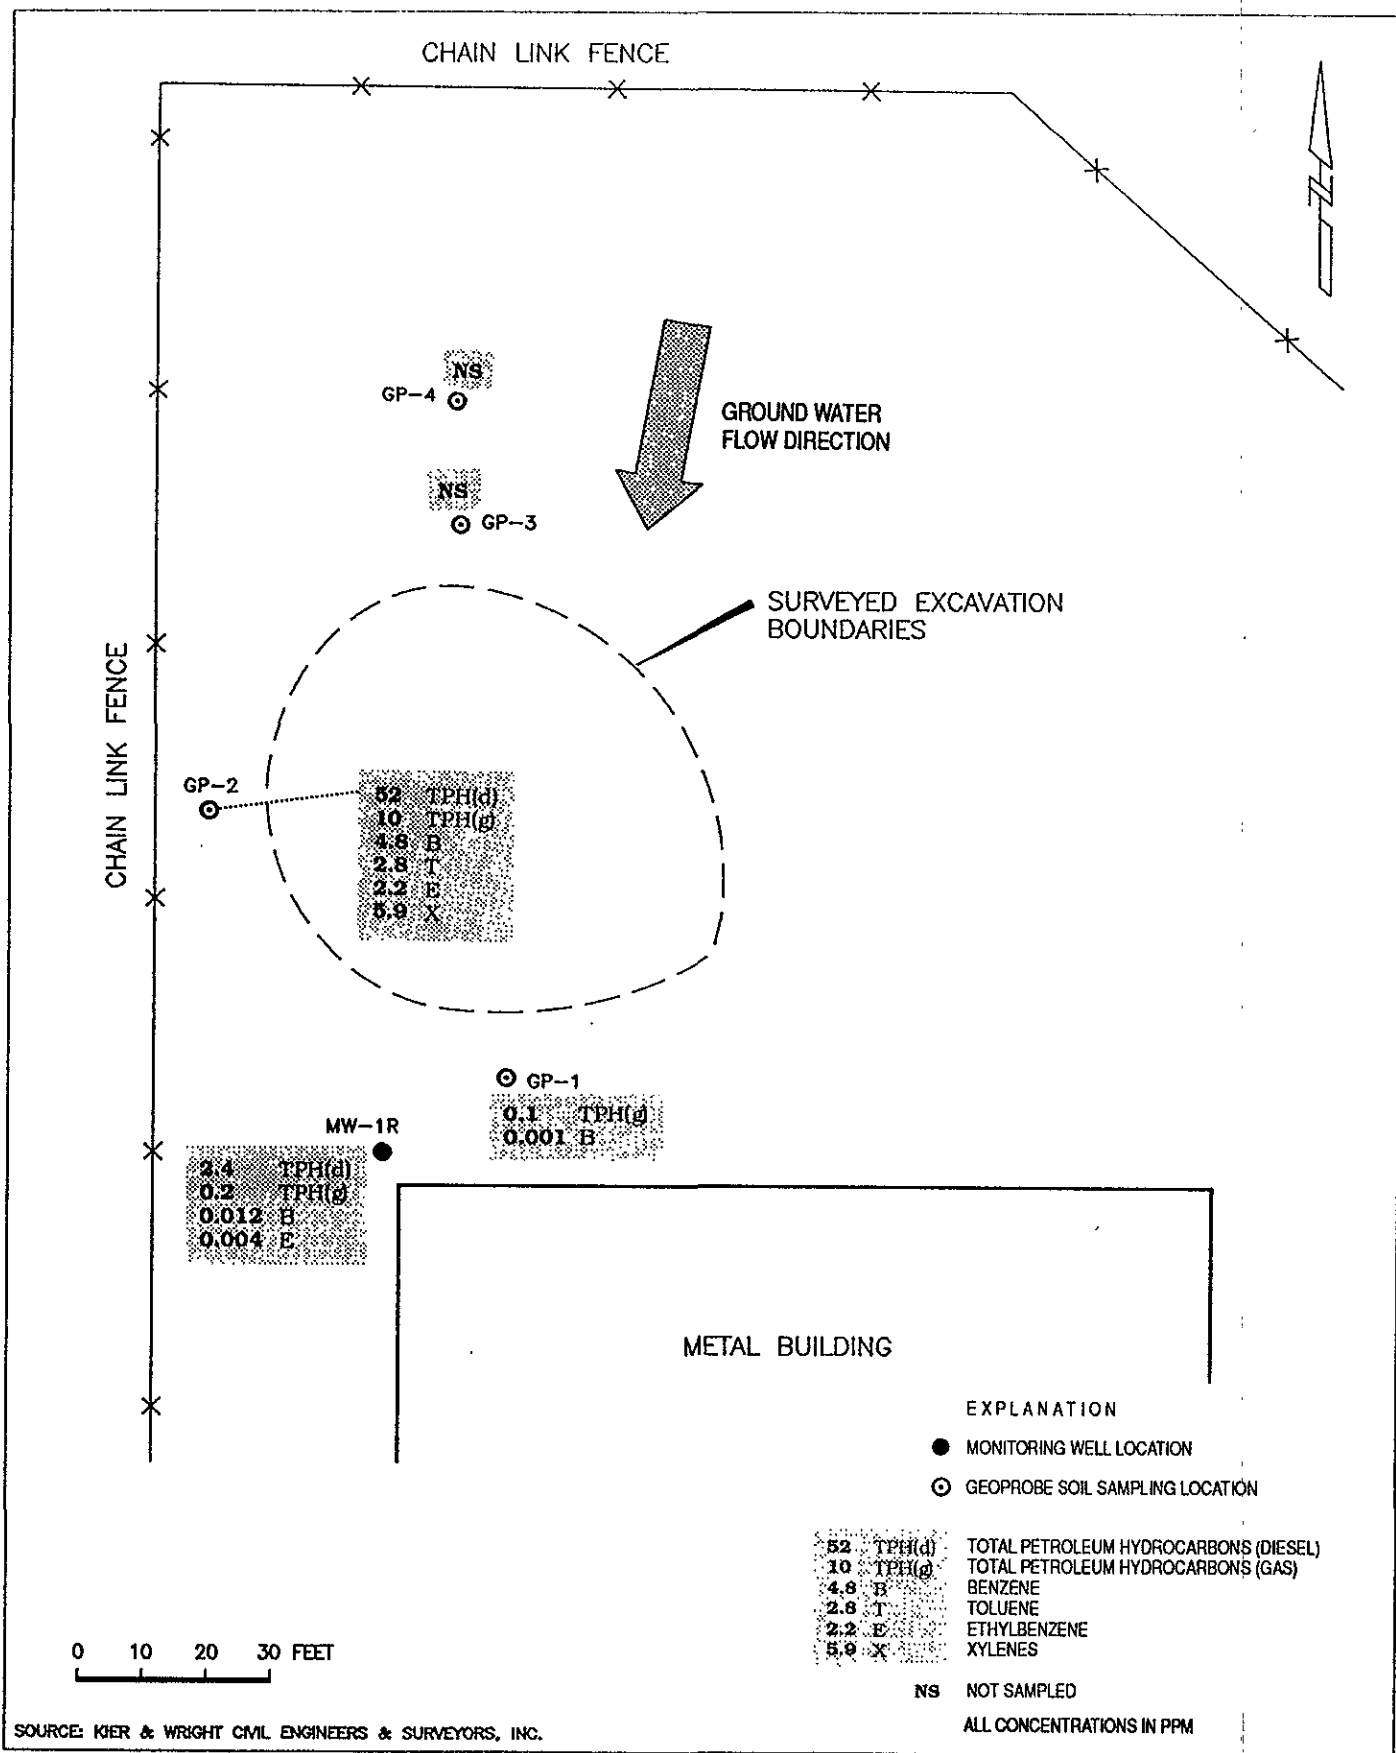 CHAIN LINK FENCE
N
NS
GP-4
GROUND WATER
FLOW DIRECTION
NS
GP-3
SURVEYED EXCAVATION
BOUNDARIES
CHAIN LINK FENCE
GP-2
52 TPH(d)
10 TPH(g)
4.8 B
2.8 T
2.2 E
5.9 X
GP-1
0.1 TPH(g)
0.001 B
MW-1R
2.4 TPH(d)
0.2 TPH(g)
0.012 B
0.004 E
METAL BUILDING
EXPLANATION
MONITORING WELL LOCATION
GEOPROBE SOIL SAMPLING LOCATION
52 TPH(d) TOTAL PETROLEUM HYDROCARBONS (DIESEL)
10 TPH(g) TOTAL PETROLEUM HYDROCARBONS (GAS)
4.8 B BENZENE
2.8 T TOLUENE
2.2 E ETHYLBENZENE
5.9 X XYLENES
NS NOT SAMPLED
ALL CONCENTRATIONS IN PPM
0 10 20 30 FEET
SOURCE: KIER & WRIGHT CIVIL ENGINEERS & SURVEYORS, INC.